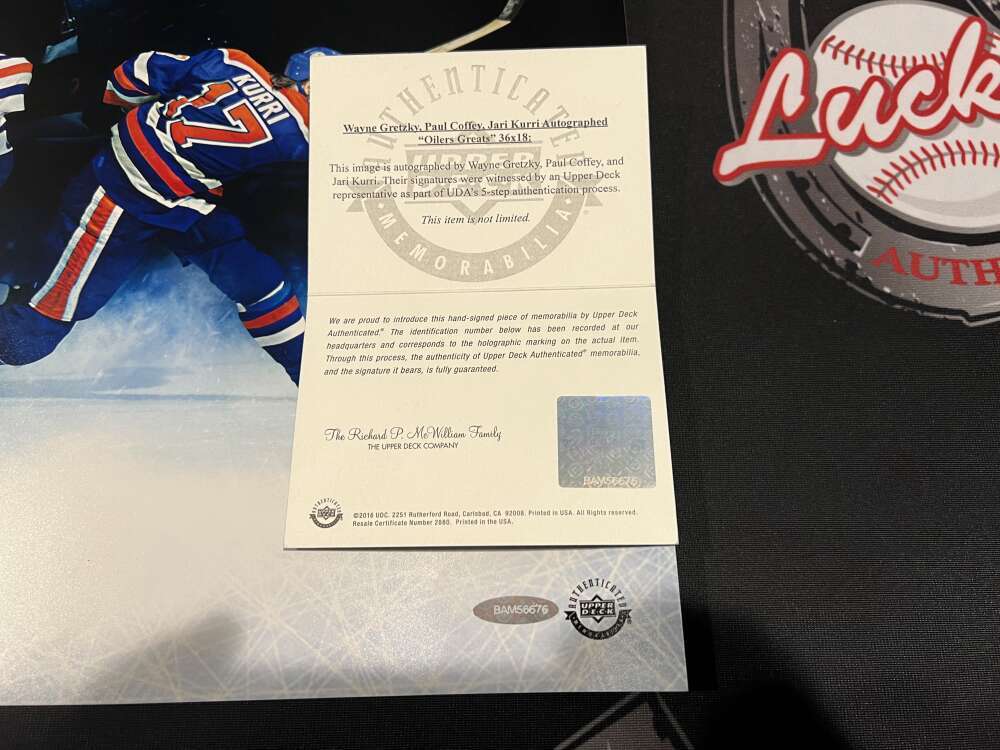 KURRI
17
AUTHENTICATED
UPPER
DECK
MEMORABILIA
Wayne Gretzky, Paul Coffey, Jari Kurri Autographed
“Oilers Greats” 36x18:
This image is autographed by Wayne Gretzky, Paul Coffey, and
Jari Kurri. Their signatures were witnessed by an Upper Deck
representative as part of UDA's 5-step authentication process.
This item is not limited.
We are proud to introduce this hand-signed piece of memorabilia by Upper Deck
Authenticated.® The identification number below has been recorded at our
headquarters and corresponds to the holographic marking on the actual item.
Through this process, the authenticity of Upper Deck Authenticated® memorabilia,
and the signature it bears, is fully guaranteed.
The Richard P. McWilliam Family
THE UPPER DECK COMPANY
BAM56676
©2016 UDC. 2251 Rutherford Road, Carlsbad, CA 92008. Printed in USA. All Rights reserved.
Resale Certificate Number 2880. Printed in the USA.
BAM56676
AUTHENTICATED
UPPER
DECK
Luck
AUTH